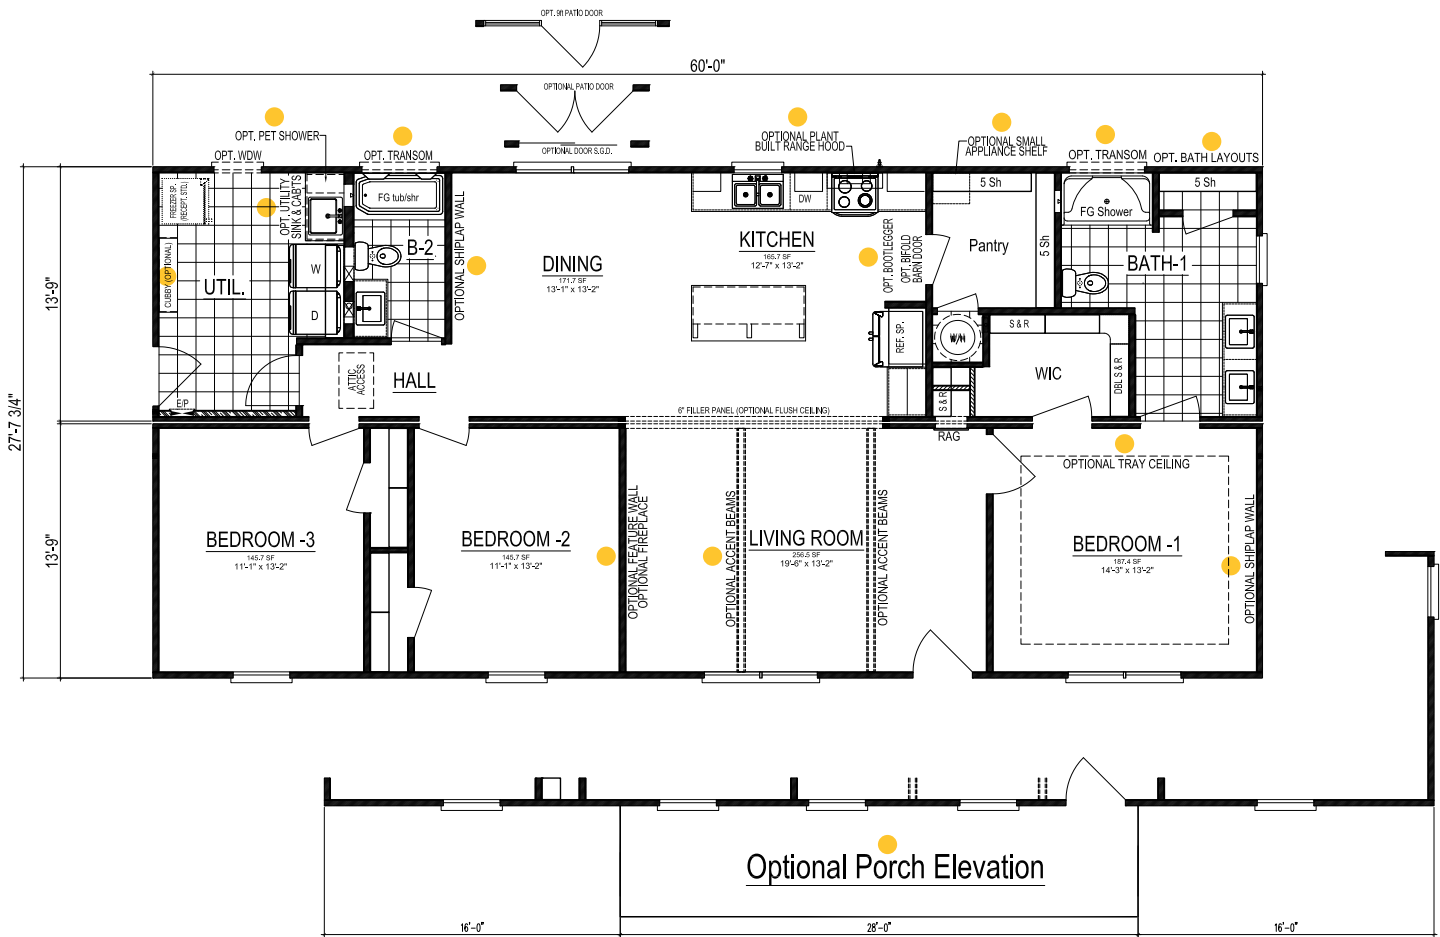 OPT. 9ft PATIO DOOR
60'-0"
OPTIONAL PATIO DOOR
OPT. PET SHOWER
OPTIONAL PLANT
BUILT RANGE HOOD
OPTIONAL SMALL
APPLIANCE SHELF
OPT. WDW
OPT. TRANSOM
OPTIONAL DOOR S.G.D.
OPT. TRANSOM
OPT. BATH LAYOUTS
FREEZER SP.
(RECEPT. STD.)
OPT. UTILITY
SINK & CABTS
FG tub/shr
OPTIONAL SHIPLAP WALL
DW
5 Sh
5 Sh
FG Shower
5 Sh
CUBBY (OPTIONAL)
UTIL.
W
D
B-2
DINING
171.7 SF
13'-1" x 13'-2"
KITCHEN
165.7 SF
12'-7" x 13'-2"
OPT. BOOTLEGGER
OPT. BIFOLD
BARN DOOR
Pantry
BATH-1
13'-9"
REF. SP.
W/H
S & R
WIC
DBL S & R
ATTIC
ACCESS
HALL
E/P
S & R
6" FILLER PANEL (OPTIONAL FLUSH CEILING)
RAG
27'-7 3/4"
13'-9"
OPTIONAL TRAY CEILING
BEDROOM -3
145.7 SF
11'-1" x 13'-2"
BEDROOM -2
145.7 SF
11'-1" x 13'-2"
OPTIONAL FEATURE WALL
OPTIONAL FIREPLACE
OPTIONAL ACCENT BEAMS
LIVING ROOM
256.5 SF
19'-6" x 13'-2"
OPTIONAL ACCENT BEAMS
BEDROOM -1
187.4 SF
14'-3" x 13'-2"
OPTIONAL SHIPLAP WALL
Optional Porch Elevation
16'-0"
28'-0"
16'-0"